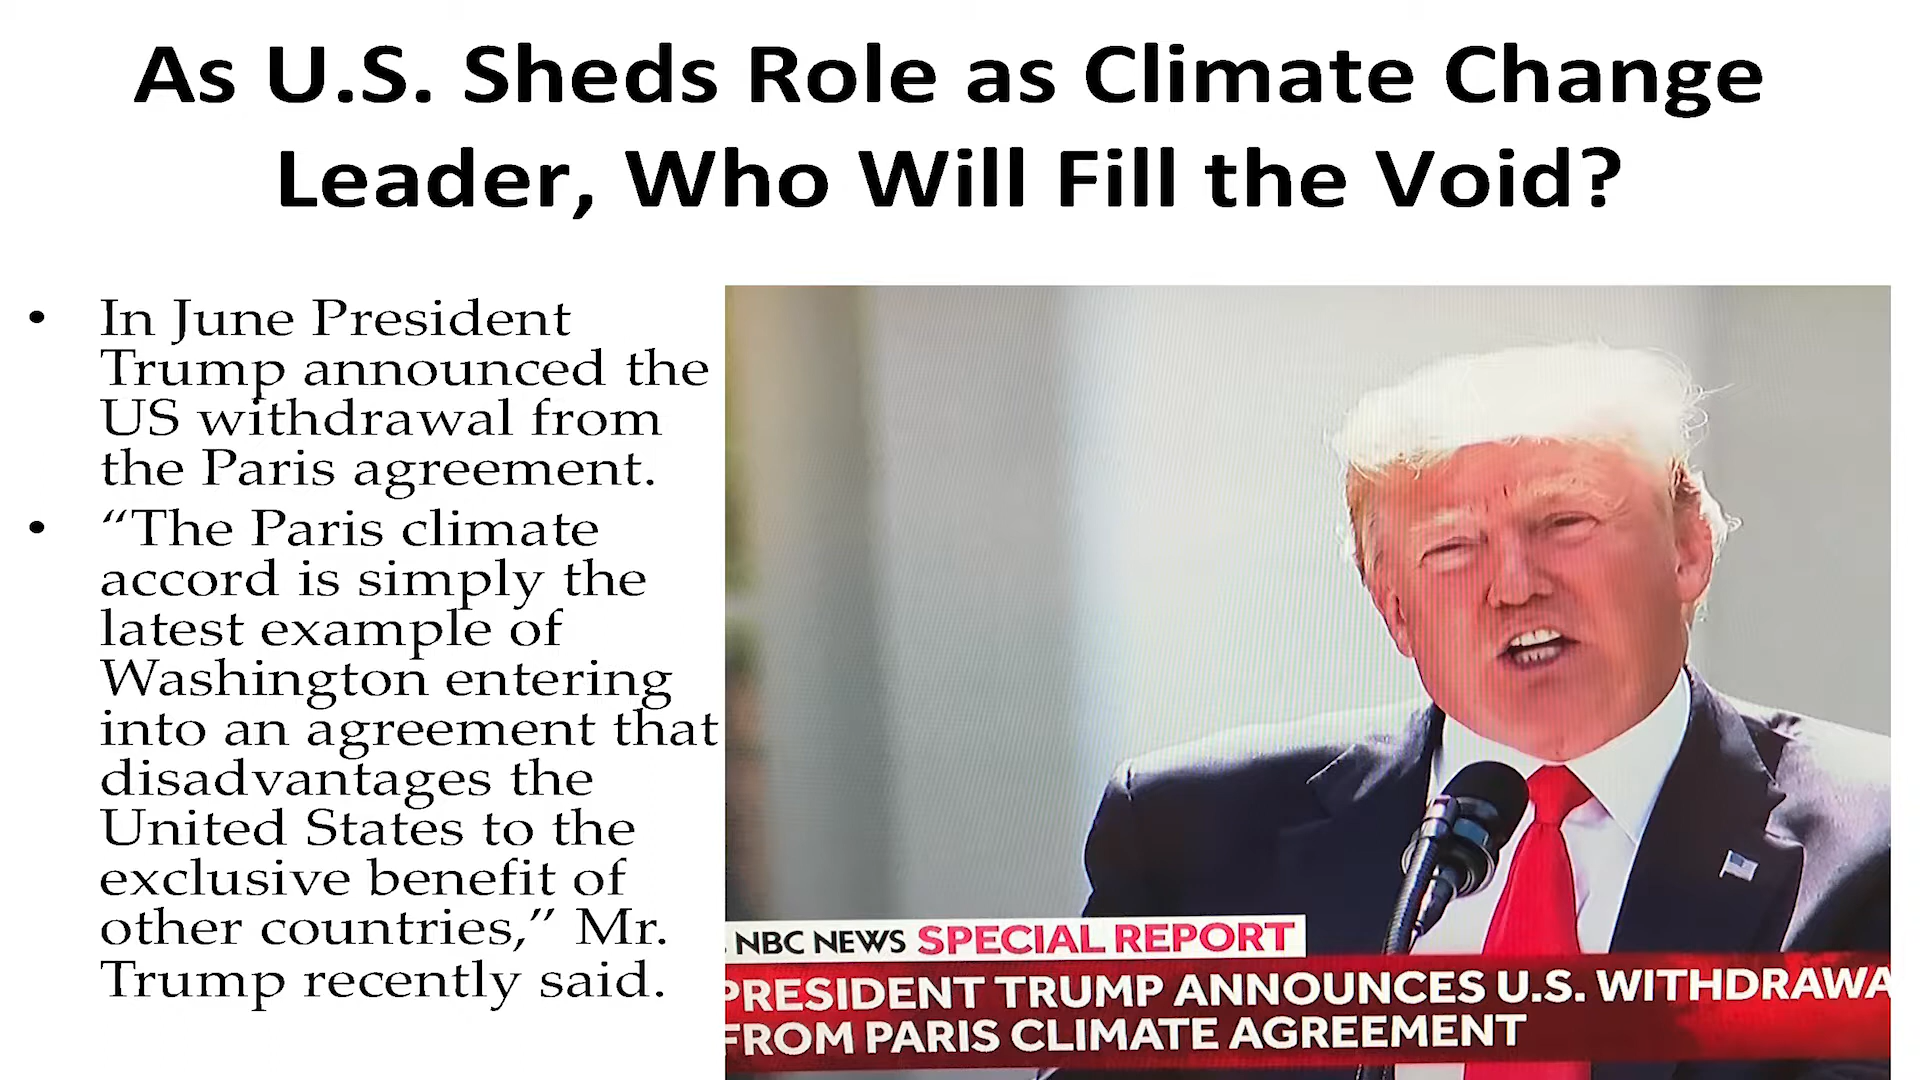 As U.S. Sheds Role as Climate Change
Leader, Who Will Fill the Void?
• In June President
Trump announced the
US withdrawal from
the Paris agreement.
• “The Paris climate
accord is simply the
latest example of
Washington entering
into an agreement that
disadvantages the
United States to the
exclusive benefit of
other countries,” Mr.
Trump recently said.
NBC NEWS SPECIAL REPORT
PRESIDENT TRUMP ANNOUNCES U.S. WITHDRAWA
FROM PARIS CLIMATE AGREEMENT